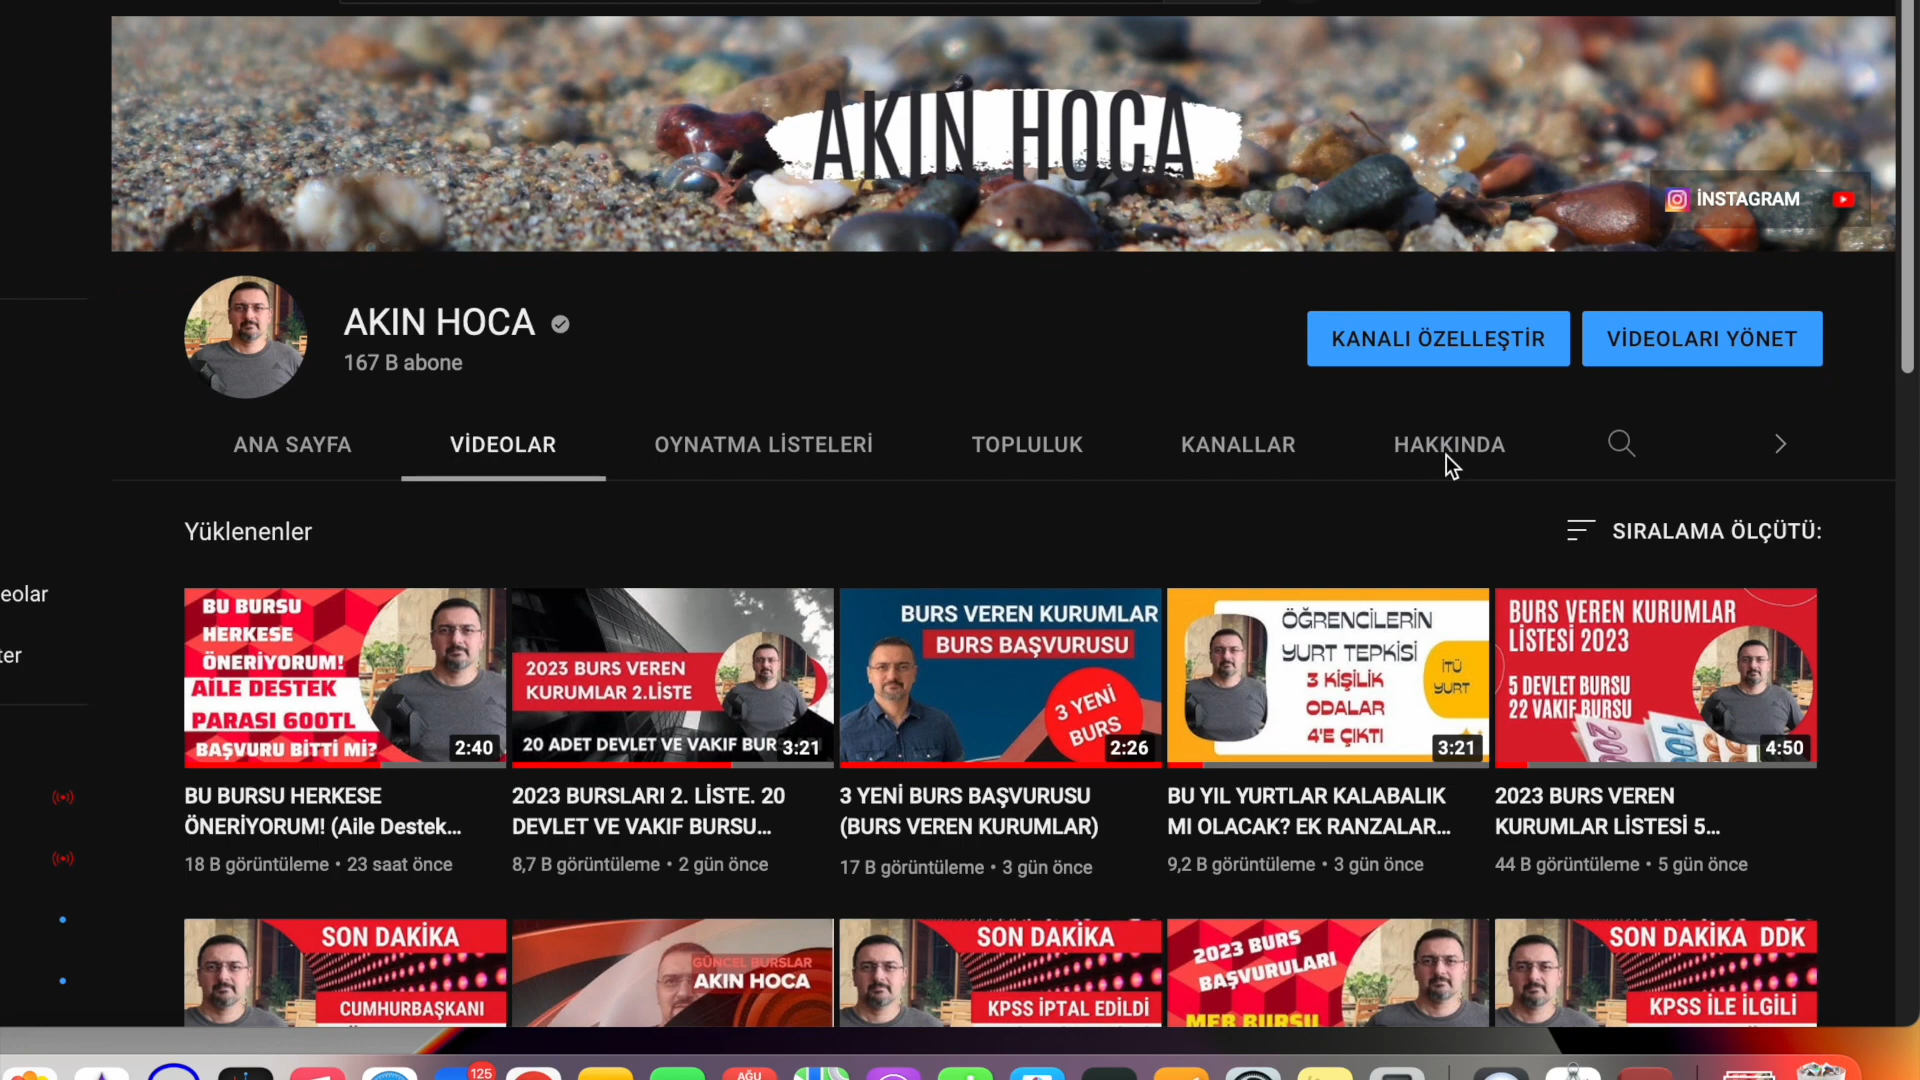 AKIN HOCA
İNSTAGRAM
AKIN HOCA
167 B abone
KANALI ÖZELLEŞTİR
VİDEOLARI YÖNET
ANA SAYFA
VİDEOLAR
OYNATMA LİSTELERİ
TOPLULUK
KANALLAR
HAKKINDA
Yüklenenler
SIRALAMA ÖLÇÜTÜ:
eolar
ter
BU BURSU
HERKESE
ÖNERİYORUM!
AİLE DESTEK
PARASI 600TL
BAŞVURU BİTTİ Mİ?
2:40
2023 BURS VEREN
KURUMLAR 2.LİSTE
20 ADET DEVLET VE VAKIF BUR
3:21
BURS VEREN KURUMLAR
BURS BAŞVURUSU
3 YENİ
BURS
2:26
ÖĞRENCİLERİN
YURT TEPKİSİ
3 KİŞİLİK
ODALAR
4'E ÇIKTI
İTÜ
YURT
3:21
BURS VEREN KURUMLAR
LİSTESİ 2023
5 DEVLET BURSU
22 VAKIF BURSU
4:50
BU BURSU HERKESE
ÖNERİYORUM! (Aile Destek...
18 B görüntüleme • 23 saat önce
2023 BURSLARI 2. LİSTE. 20
DEVLET VE VAKIF BURSU...
8,7 B görüntüleme • 2 gün önce
3 YENİ BURS BAŞVURUSU
(BURS VEREN KURUMLAR)
17 B görüntüleme • 3 gün önce
BU YIL YURTLAR KALABALIK
MI OLACAK? EK RANZALAR...
9,2 B görüntüleme • 3 gün önce
2023 BURS VEREN
KURUMLAR LİSTESİ 5...
44 B görüntüleme • 5 gün önce
SON DAKİKA
CUMHURBAŞKANI
GÜNCEL BURSLAR
AKIN HOCA
SON DAKİKA
KPSS İPTAL EDİLDİ
2023 BURS
BAŞVURULARI
MEB BURSU
SON DAKİKA DDK
KPSS İLE İLGİLİ
125
AĞU